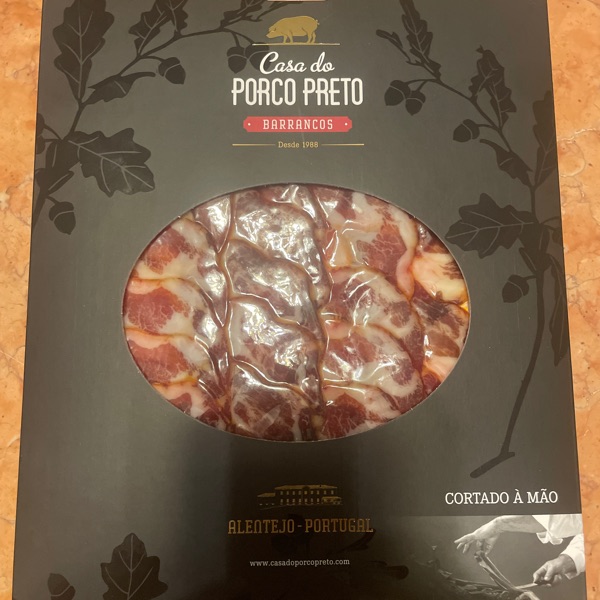 Casa do
PORCO PRETO
• BARRANCOS •
Desde 1988
CORTADO À MÃO
ALENTEJO - PORTUGAL
www.casadoporcopreto.com